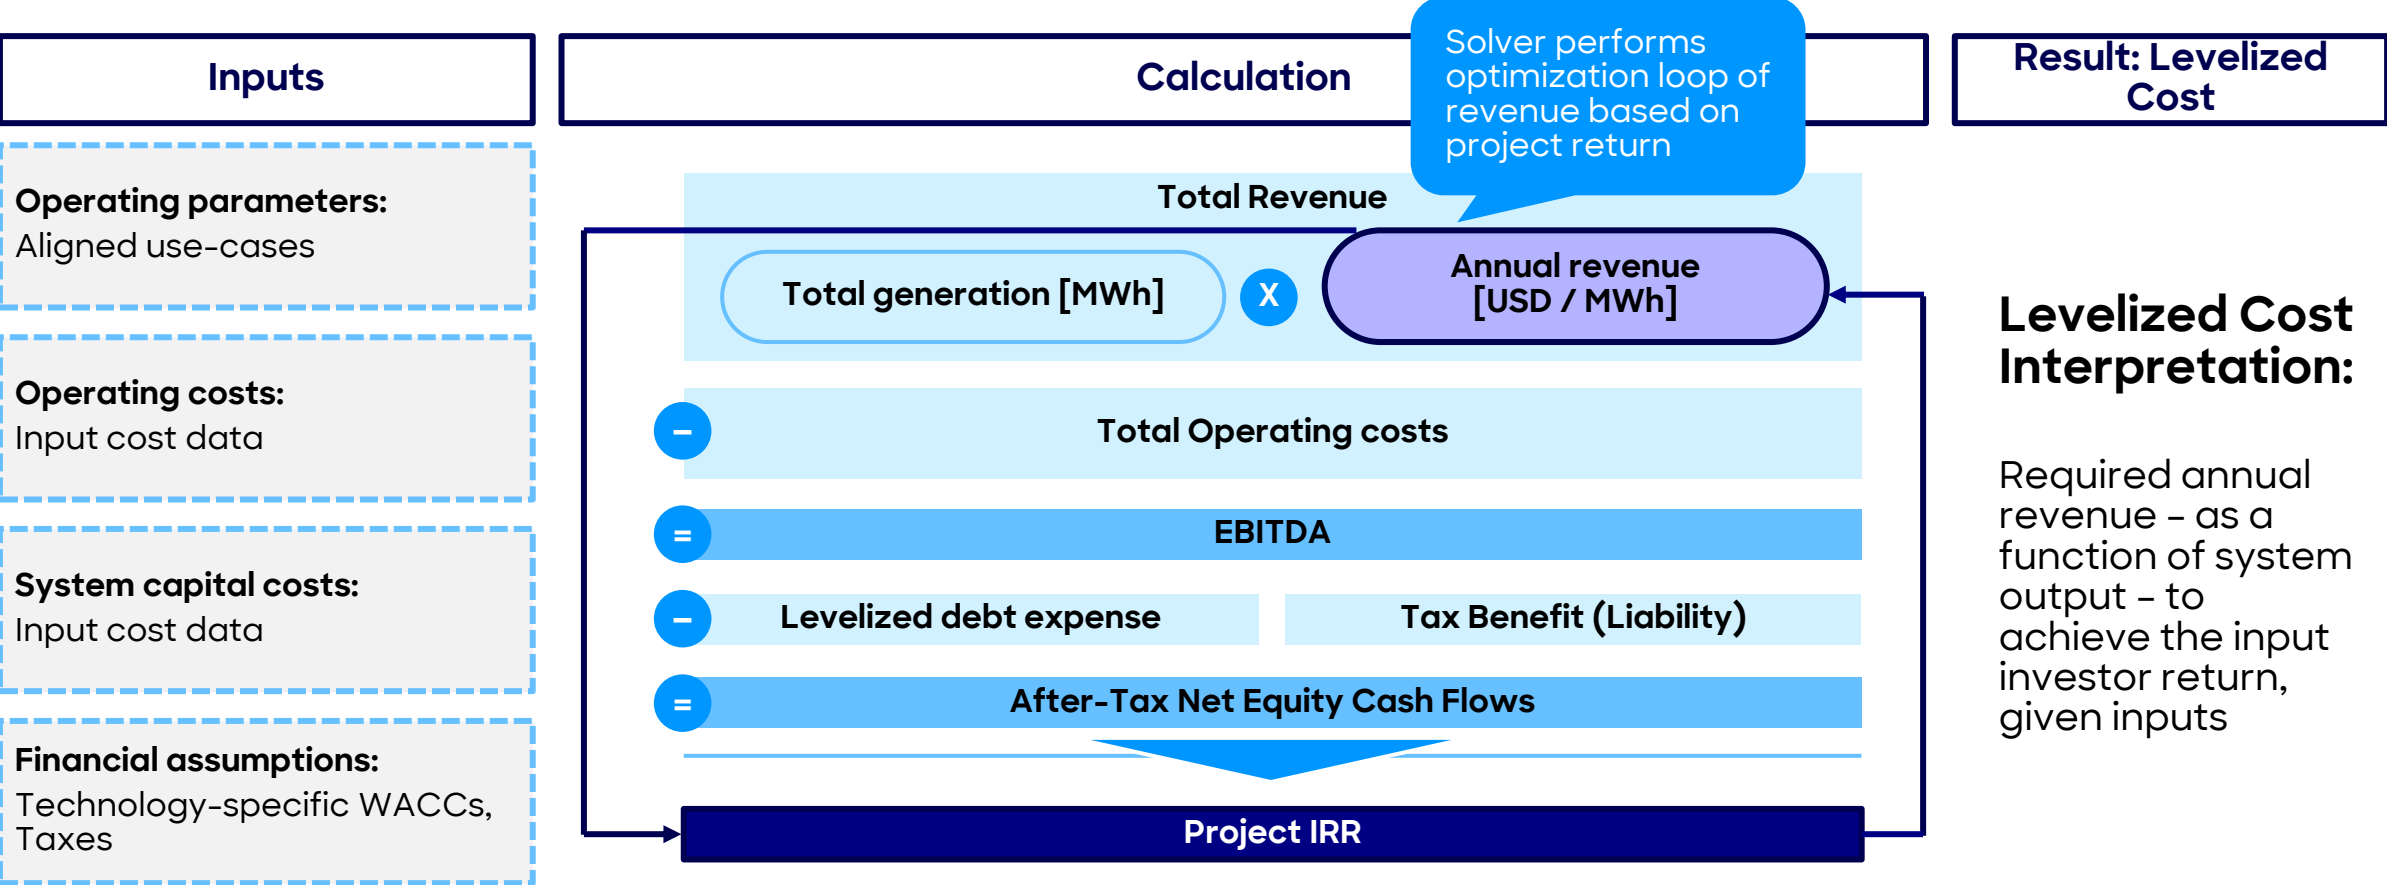 Inputs
Calculation
Solver performs
optimization loop of
revenue based on
project return
Result: Levelized
Cost
Operating parameters:
Aligned use-cases
Operating costs:
Input cost data
System capital costs:
Input cost data
Financial assumptions:
Technology-specific WACCs,
Taxes
Total Revenue
Total generation [MWh]
X
Annual revenue
[USD / MWh]
–
Total Operating costs
=
EBITDA
–
Levelized debt expense
Tax Benefit (Liability)
=
After-Tax Net Equity Cash Flows
Project IRR
Levelized Cost
Interpretation:
Required annual
revenue – as a
function of system
output – to
achieve the input
investor return,
given inputs